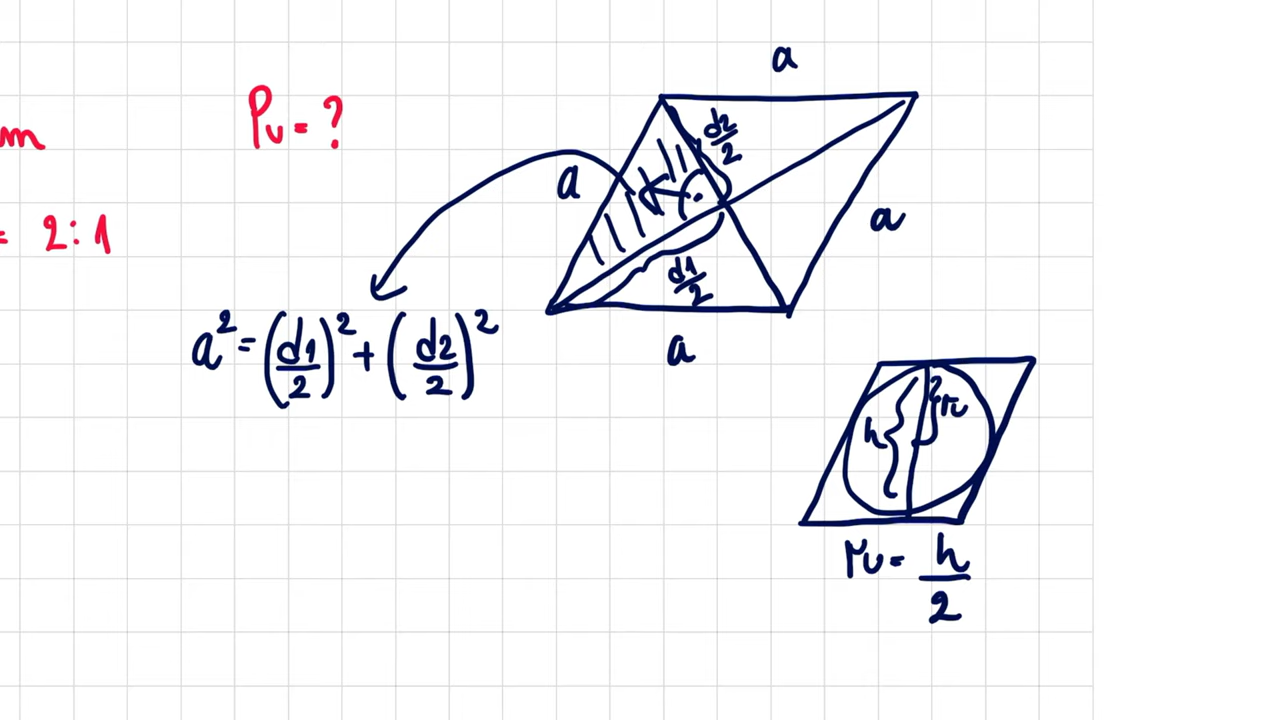 m
Pu = ?
= 2:1
a
d2/2
a
a
d1/2
a
a² = (d1/2)² + (d2/2)²
h
ru
ru = h/2